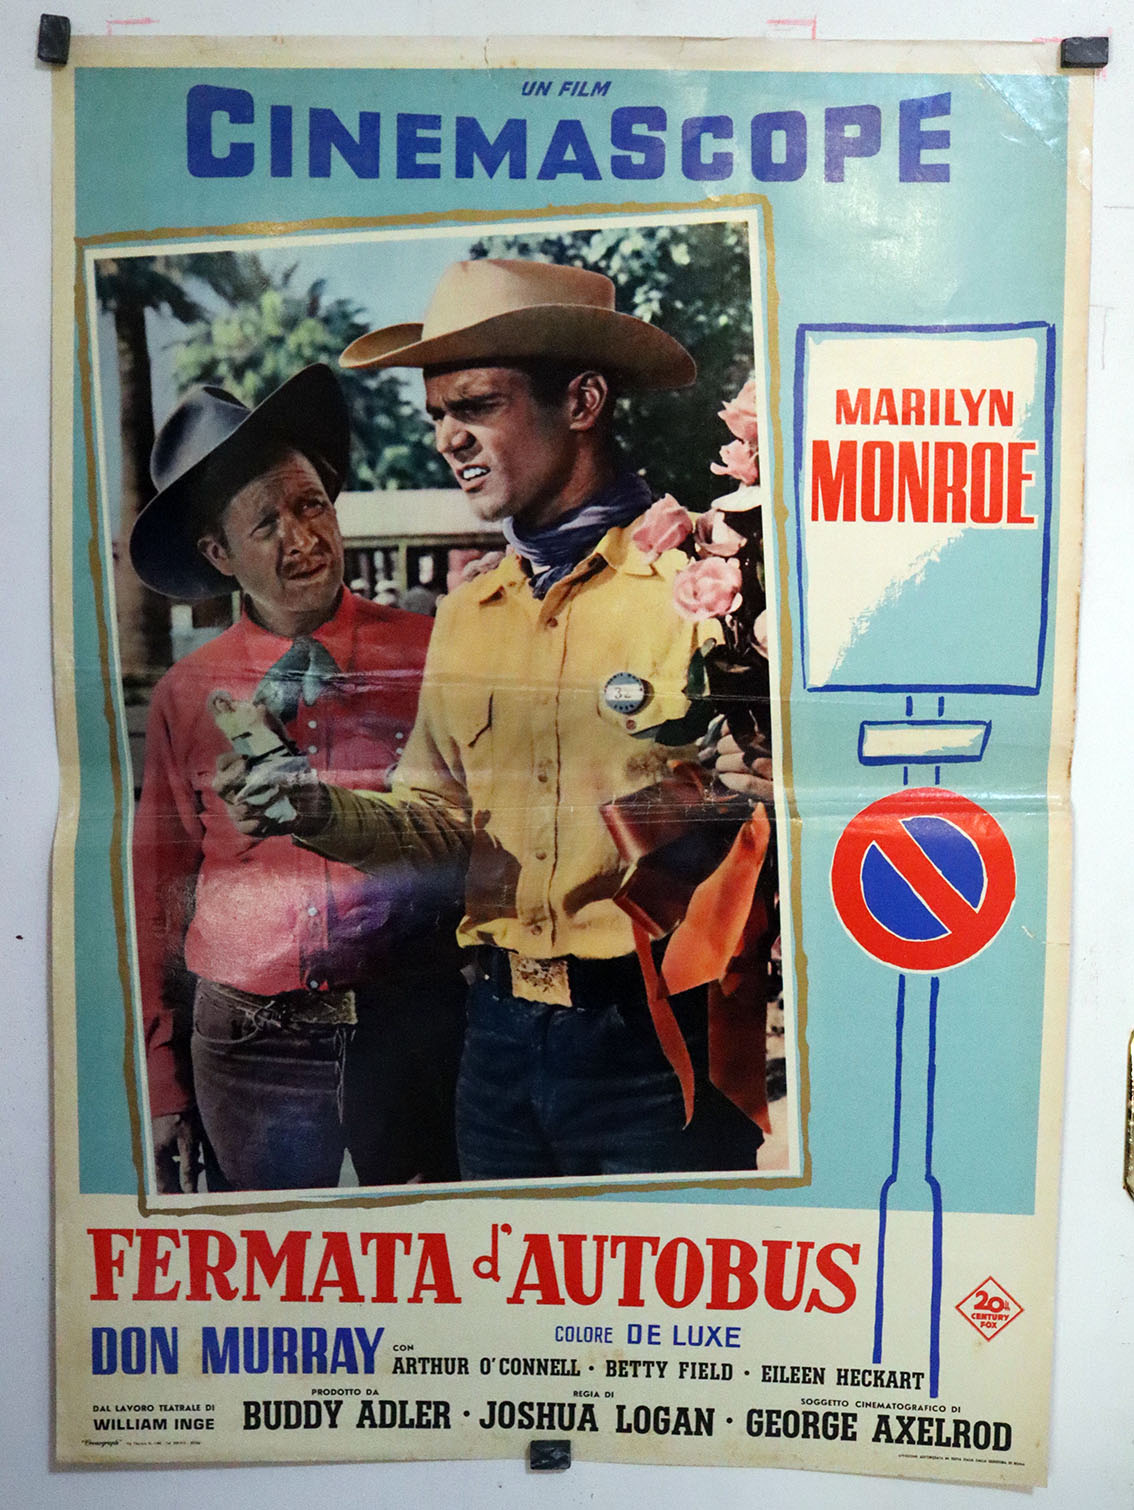 UN FILM
CINEMASCOPE
MARILYN
MONROE
FERMATA d'AUTOBUS
20th
CENTURY
FOX
DON MURRAY
COLORE DE LUXE
CON
ARTHUR O'CONNELL · BETTY FIELD · EILEEN HECKART
DAL LAVORO TEATRALE DI
WILLIAM INGE
PRODOTTO DA
BUDDY ADLER ·
REGIA DI
JOSHUA LOGAN ·
SOGGETTO CINEMATOGRAFICO DI
GEORGE AXELROD